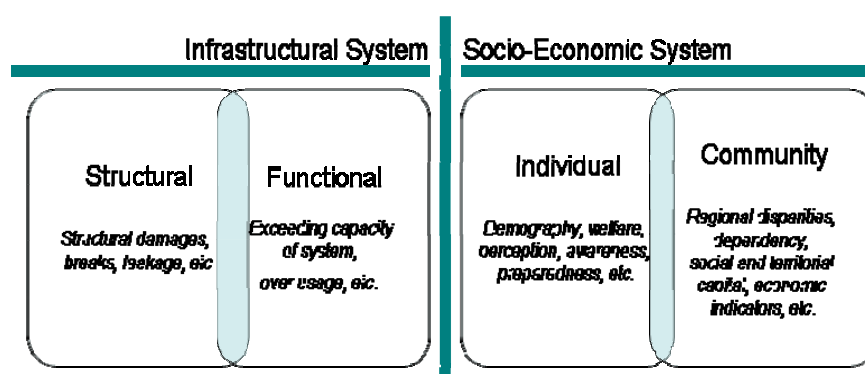 Infrastructural System
Socio-Economic System
Structural
Structural damages,
breaks, leakage, etc
Functional
Exceeding capacity
of system,
over usage, etc.
Individual
Demography, welfare,
perception, awareness,
preparedness, etc.
Community
Regional disparities,
dependency,
social and territorial
capital, economic
indicators, etc.